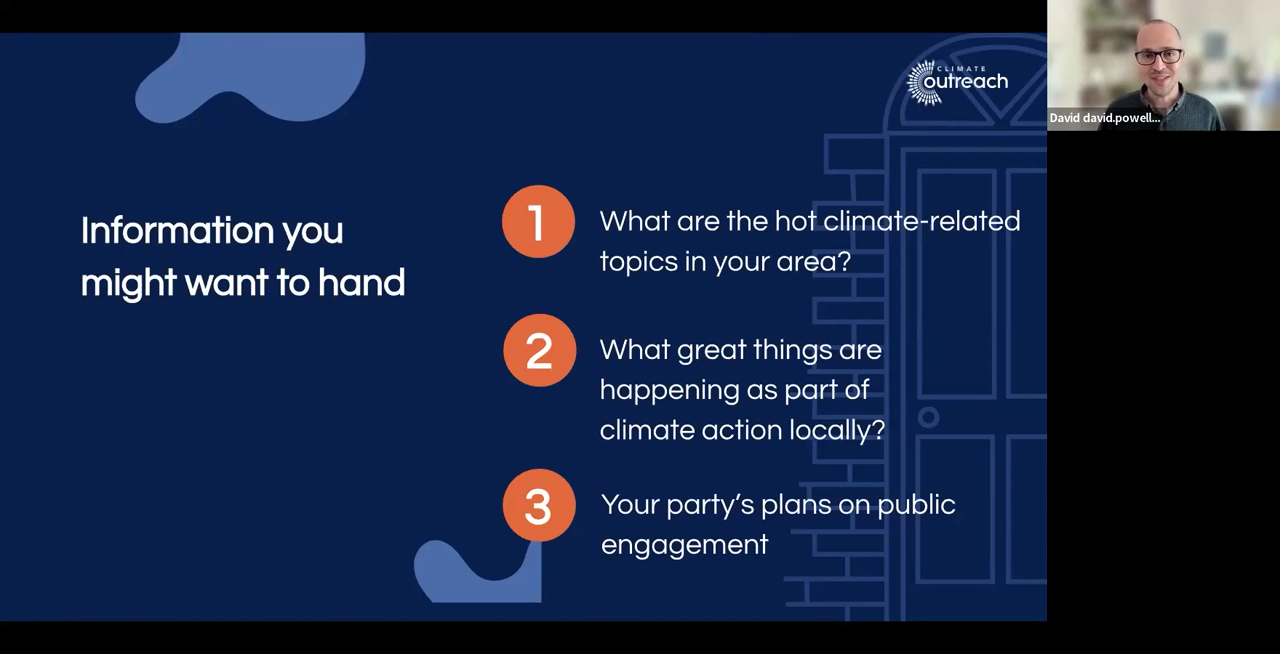 CLIMATE
outreach
David david.powell...
Information you
might want to hand
1
What are the hot climate-related
topics in your area?
2
What great things are
happening as part of
climate action locally?
3
Your party's plans on public
engagement